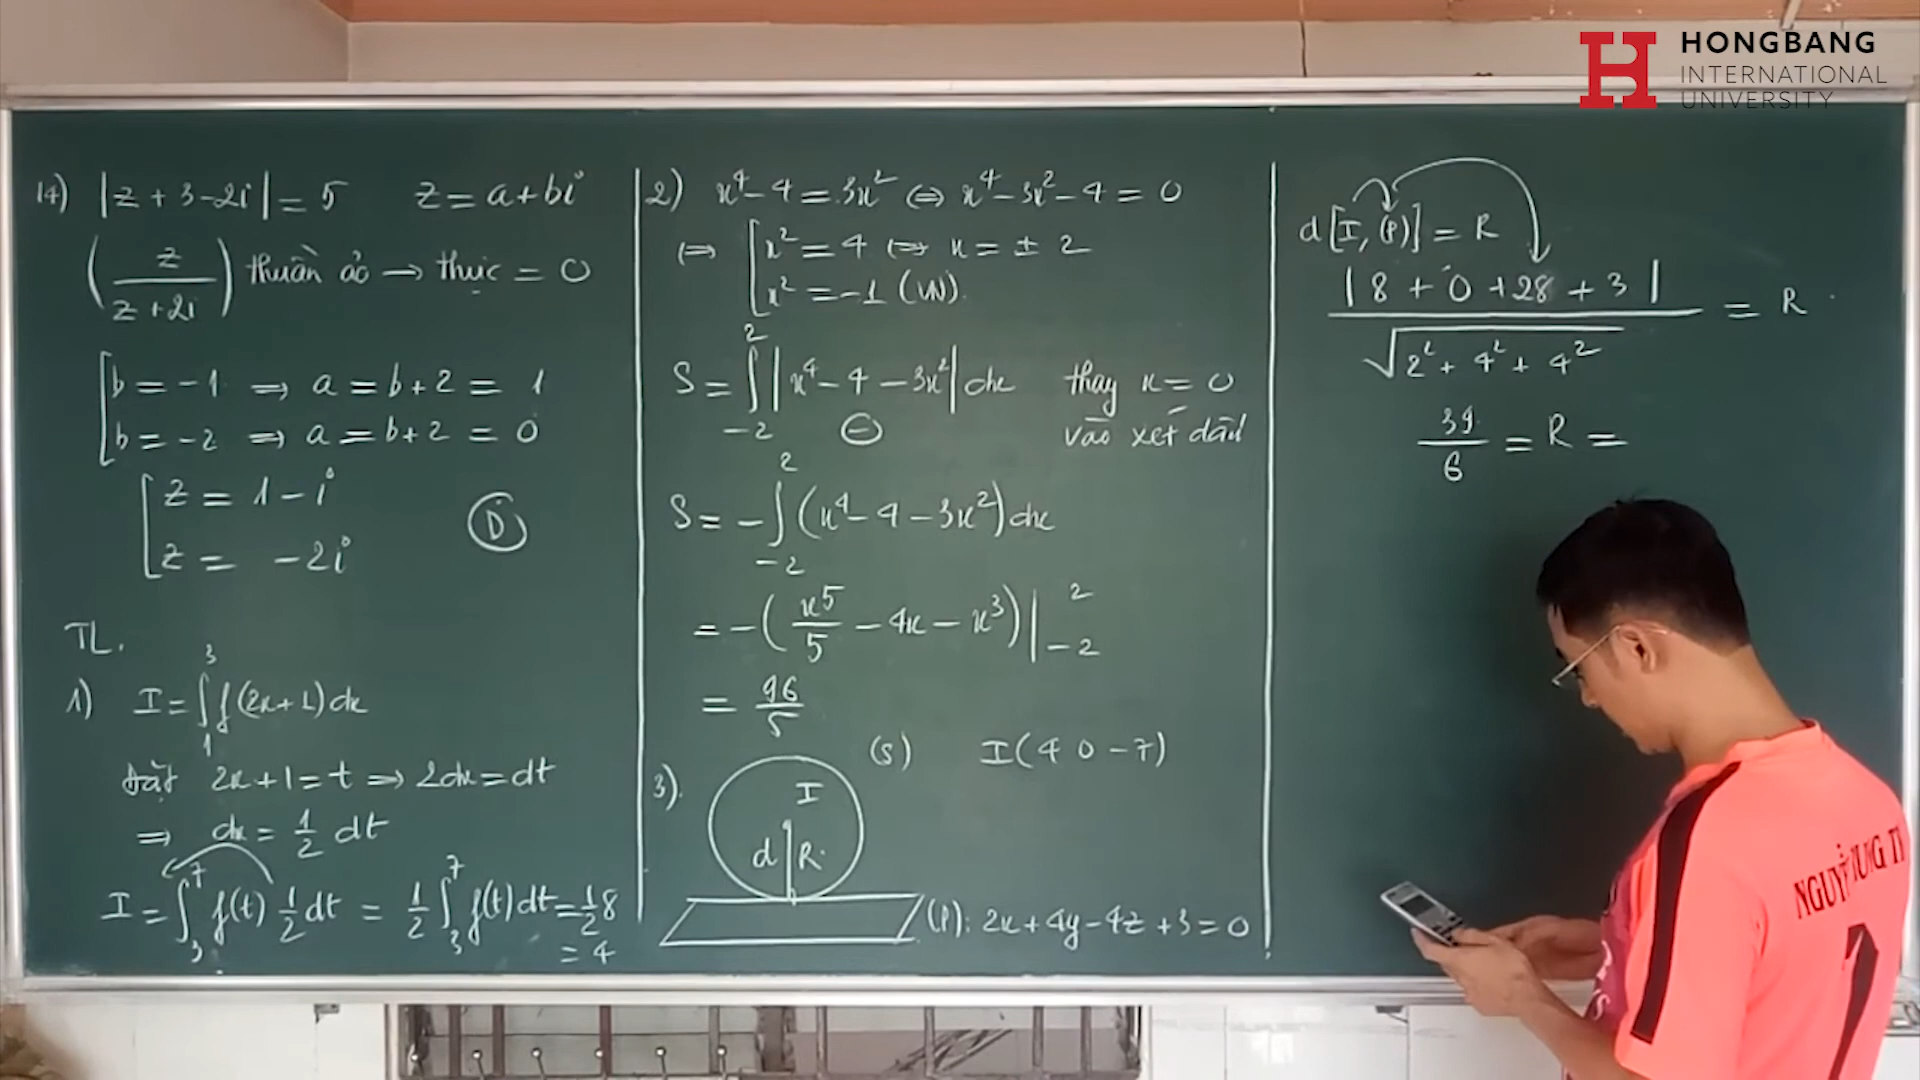 HONGBANG
INTERNATIONAL
UNIVERSITY
14) |z + 3 - 2i| = 5 z = a + bi
(z / z + 2i) thuần ảo → thực = 0
[ b = -1 ⇒ a = b + 2 = 1
b = -2 ⇒ a = b + 2 = 0
[ z = 1 - i
z = -2i
D
TL.
1) I = ∫₁³ f(2x+1)dx
Đặt 2x + 1 = t ⇒ 2dx = dt
⇒ dx = 1/2 dt
I = ∫₃⁷ f(t) 1/2 dt = 1/2 ∫₃⁷ f(t)dt = 1/2 8
= 4
2) x⁴ - 4 = 3x² ⇔ x⁴ - 3x² - 4 = 0
⇔ [ x² = 4 ⇔ x = ± 2
x² = -1 (VN)
S = ∫₋₂² |x⁴ - 4 - 3x²| dx thay x = 0
⊖ vào xét dấu
S = -∫₋₂² (x⁴ - 4 - 3x²)dx
= -(x⁵/5 - 4x - x³)|₋₂²
= 96/5
3). (S) I(4 0 -7)
I
d R
(P): 2x + 4y - 4z + 3 = 0
d[I, (P)] = R
|8 + 0 + 28 + 3| / √2² + 4² + 4² = R
39/6 = R =